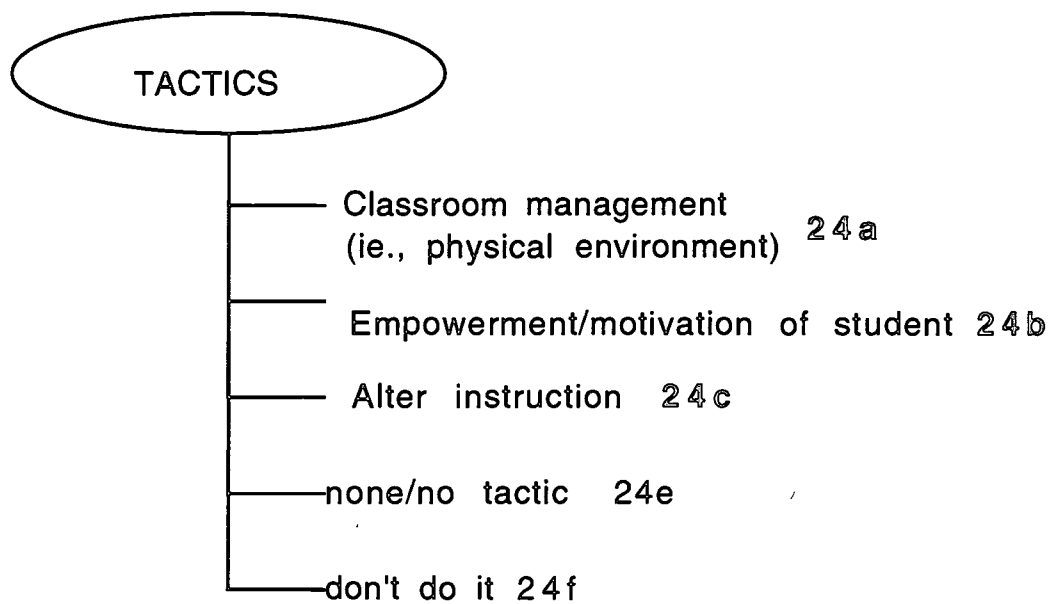 TACTICS
Classroom management
(ie., physical environment) 24a
Empowerment/motivation of student 24b
Alter instruction 24c
none/no tactic 24e
don't do it 24f